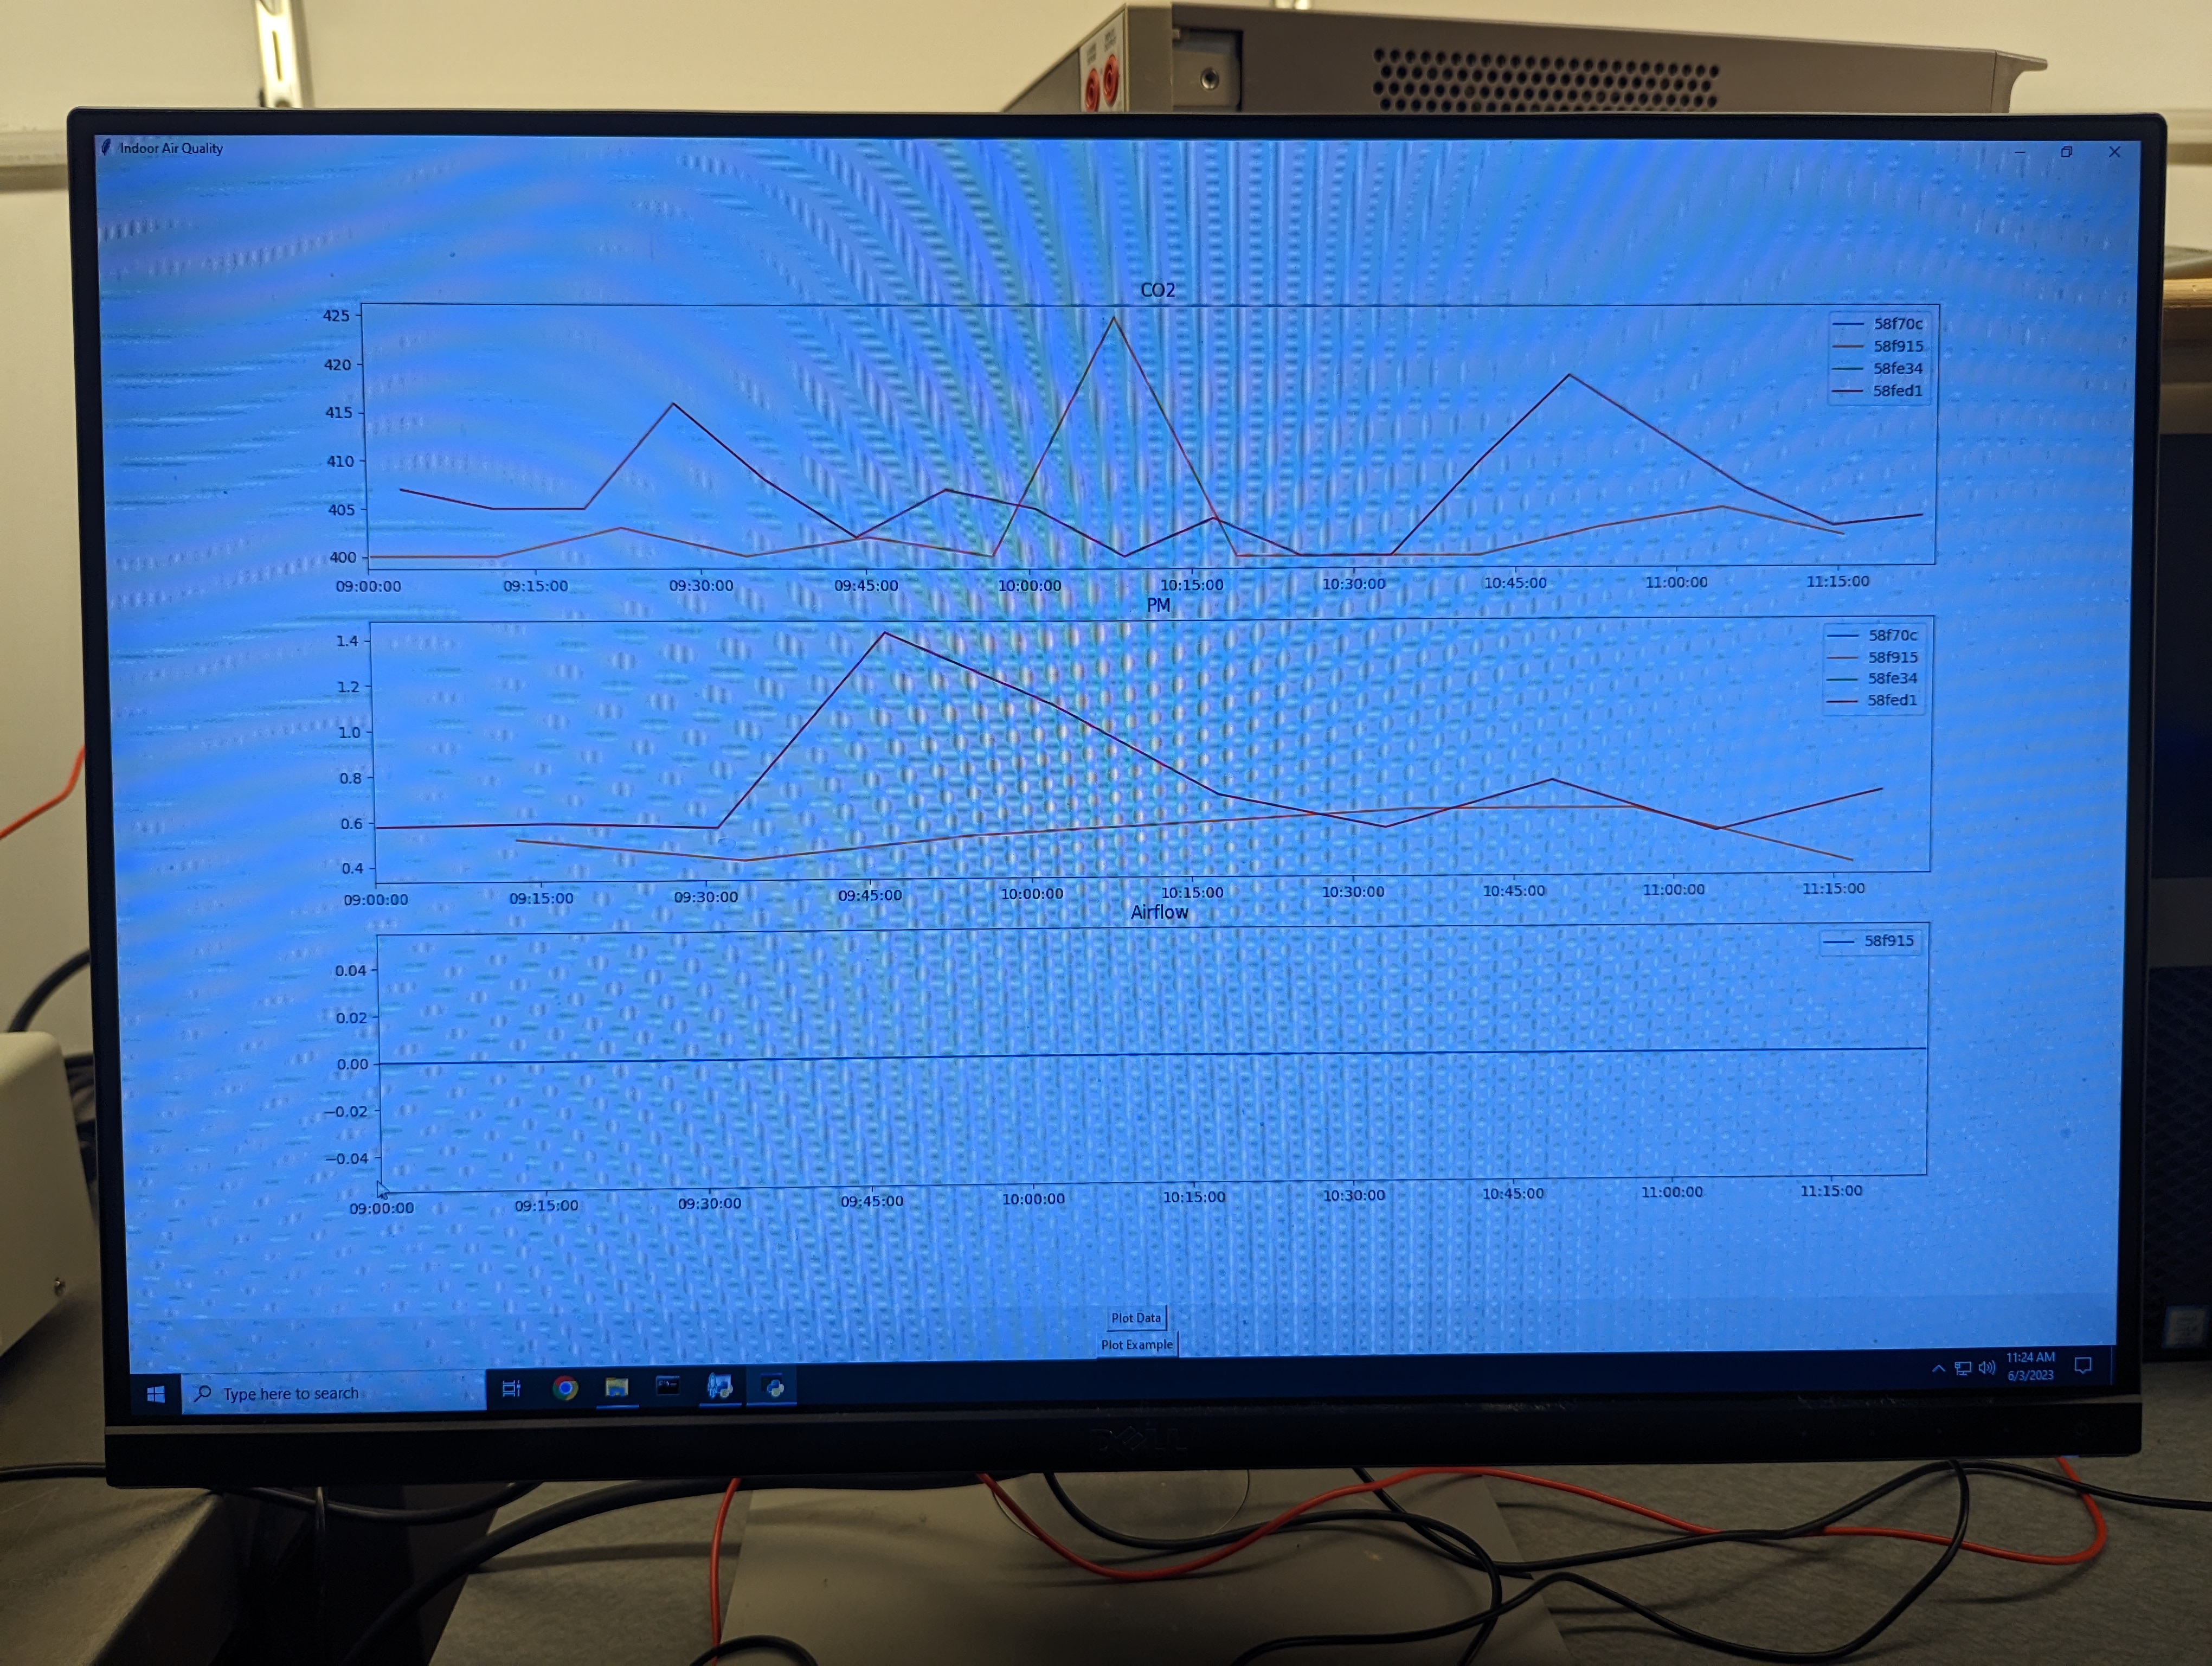 Indoor Air Quality
CO2
425
420
415
410
405
400
58f70c
58f915
58fe34
58fed1
09:00:00 09:15:00 09:30:00 09:45:00 10:00:00 10:15:00 10:30:00 10:45:00 11:00:00 11:15:00
PM
1.4
1.2
1.0
0.8
0.6
0.4
58f70c
58f915
58fe34
58fed1
09:00:00 09:15:00 09:30:00 09:45:00 10:00:00 10:15:00 10:30:00 10:45:00 11:00:00 11:15:00
Airflow
0.04
0.02
0.00
−0.02
−0.04
58f915
09:00:00 09:15:00 09:30:00 09:45:00 10:00:00 10:15:00 10:30:00 10:45:00 11:00:00 11:15:00
Plot Data
Plot Example
Type here to search
11:24 AM
6/3/2023
DELL